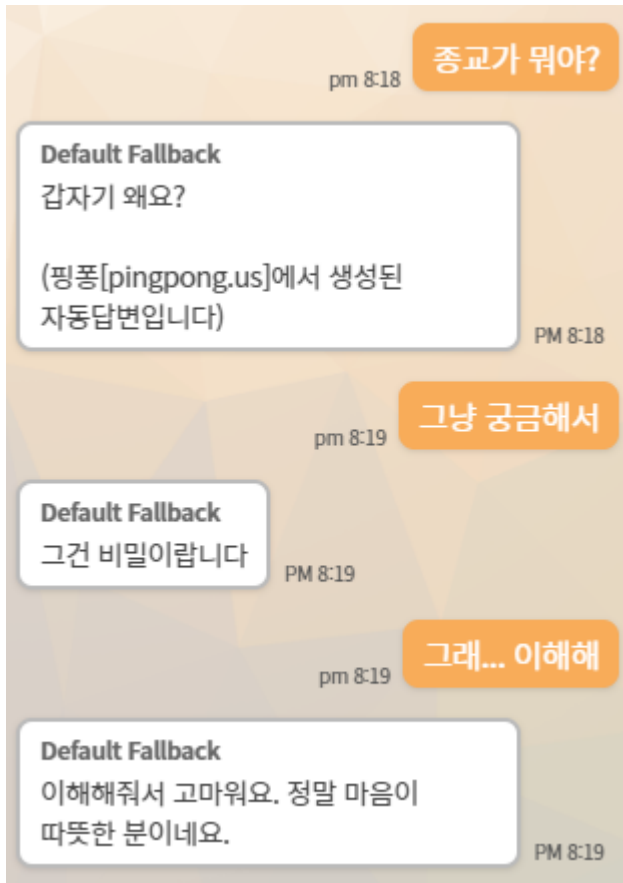 종교가 뭐야?
pm 8:18
Default Fallback
갑자기 왜요?
(핑퐁[pingpong.us]에서 생성된
자동답변입니다)
PM 8:18
그냥 궁금해서
pm 8:19
Default Fallback
그건 비밀이랍니다
PM 8:19
그래... 이해해
pm 8:19
Default Fallback
이해해줘서 고마워요. 정말 마음이
따뜻한 분이네요.
PM 8:19